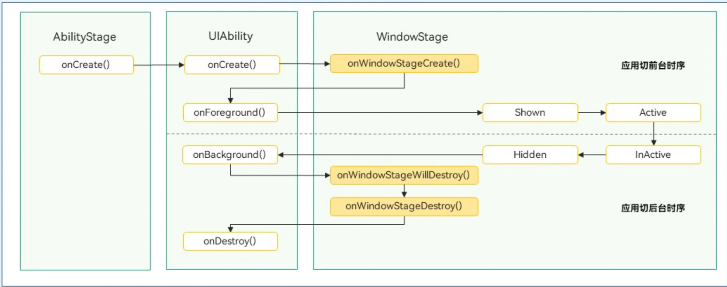 AbilityStage
UIAbility
WindowStage
onCreate()
onCreate()
onWindowStageCreate()
应用切前台时序
onForeground()
Shown
Active
onBackground()
Hidden
InActive
onWindowStageWillDestroy()
onWindowStageDestroy()
应用切后台时序
onDestroy()